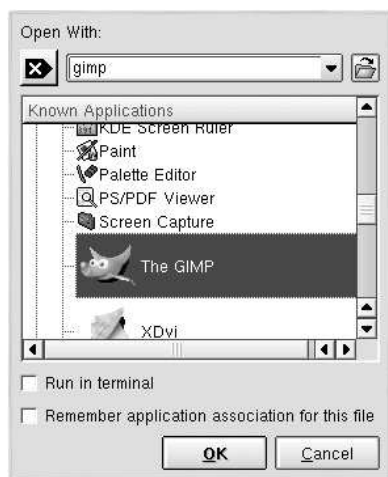 Open With:
gimp
Known Applications
KDE Screen Ruler
Paint
Palette Editor
PS/PDF Viewer
Screen Capture
The GIMP
XDvi
Run in terminal
Remember application association for this file
OK
Cancel